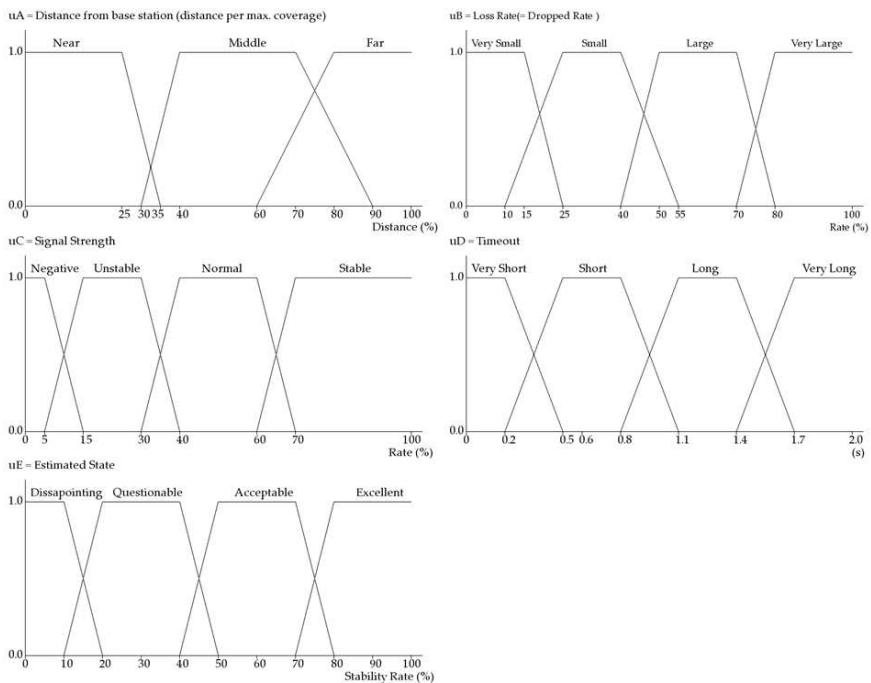 uA = Distance from base station (distance per max. coverage)
Near Middle Far
1.0
0.0
0 25 30 35 40 60 70 80 90 100
Distance (%)
uB = Loss Rate(= Dropped Rate )
Very Small Small Large Very Large
1.0
0.0
0 10 15 25 40 50 55 70 80 100
Rate (%)
uC = Signal Strength
Negative Unstable Normal Stable
1.0
0.0
0 5 15 30 40 60 70 100
Rate (%)
uD = Timeout
Very Short Short Long Very Long
1.0
0.0
0 0.2 0.5 0.6 0.8 1.1 1.4 1.7 2.0
(s)
uE = Estimated State
Dissapointing Questionable Acceptable Excellent
1.0
0.0
0 10 20 30 40 50 60 70 80 90 100
Stability Rate (%)